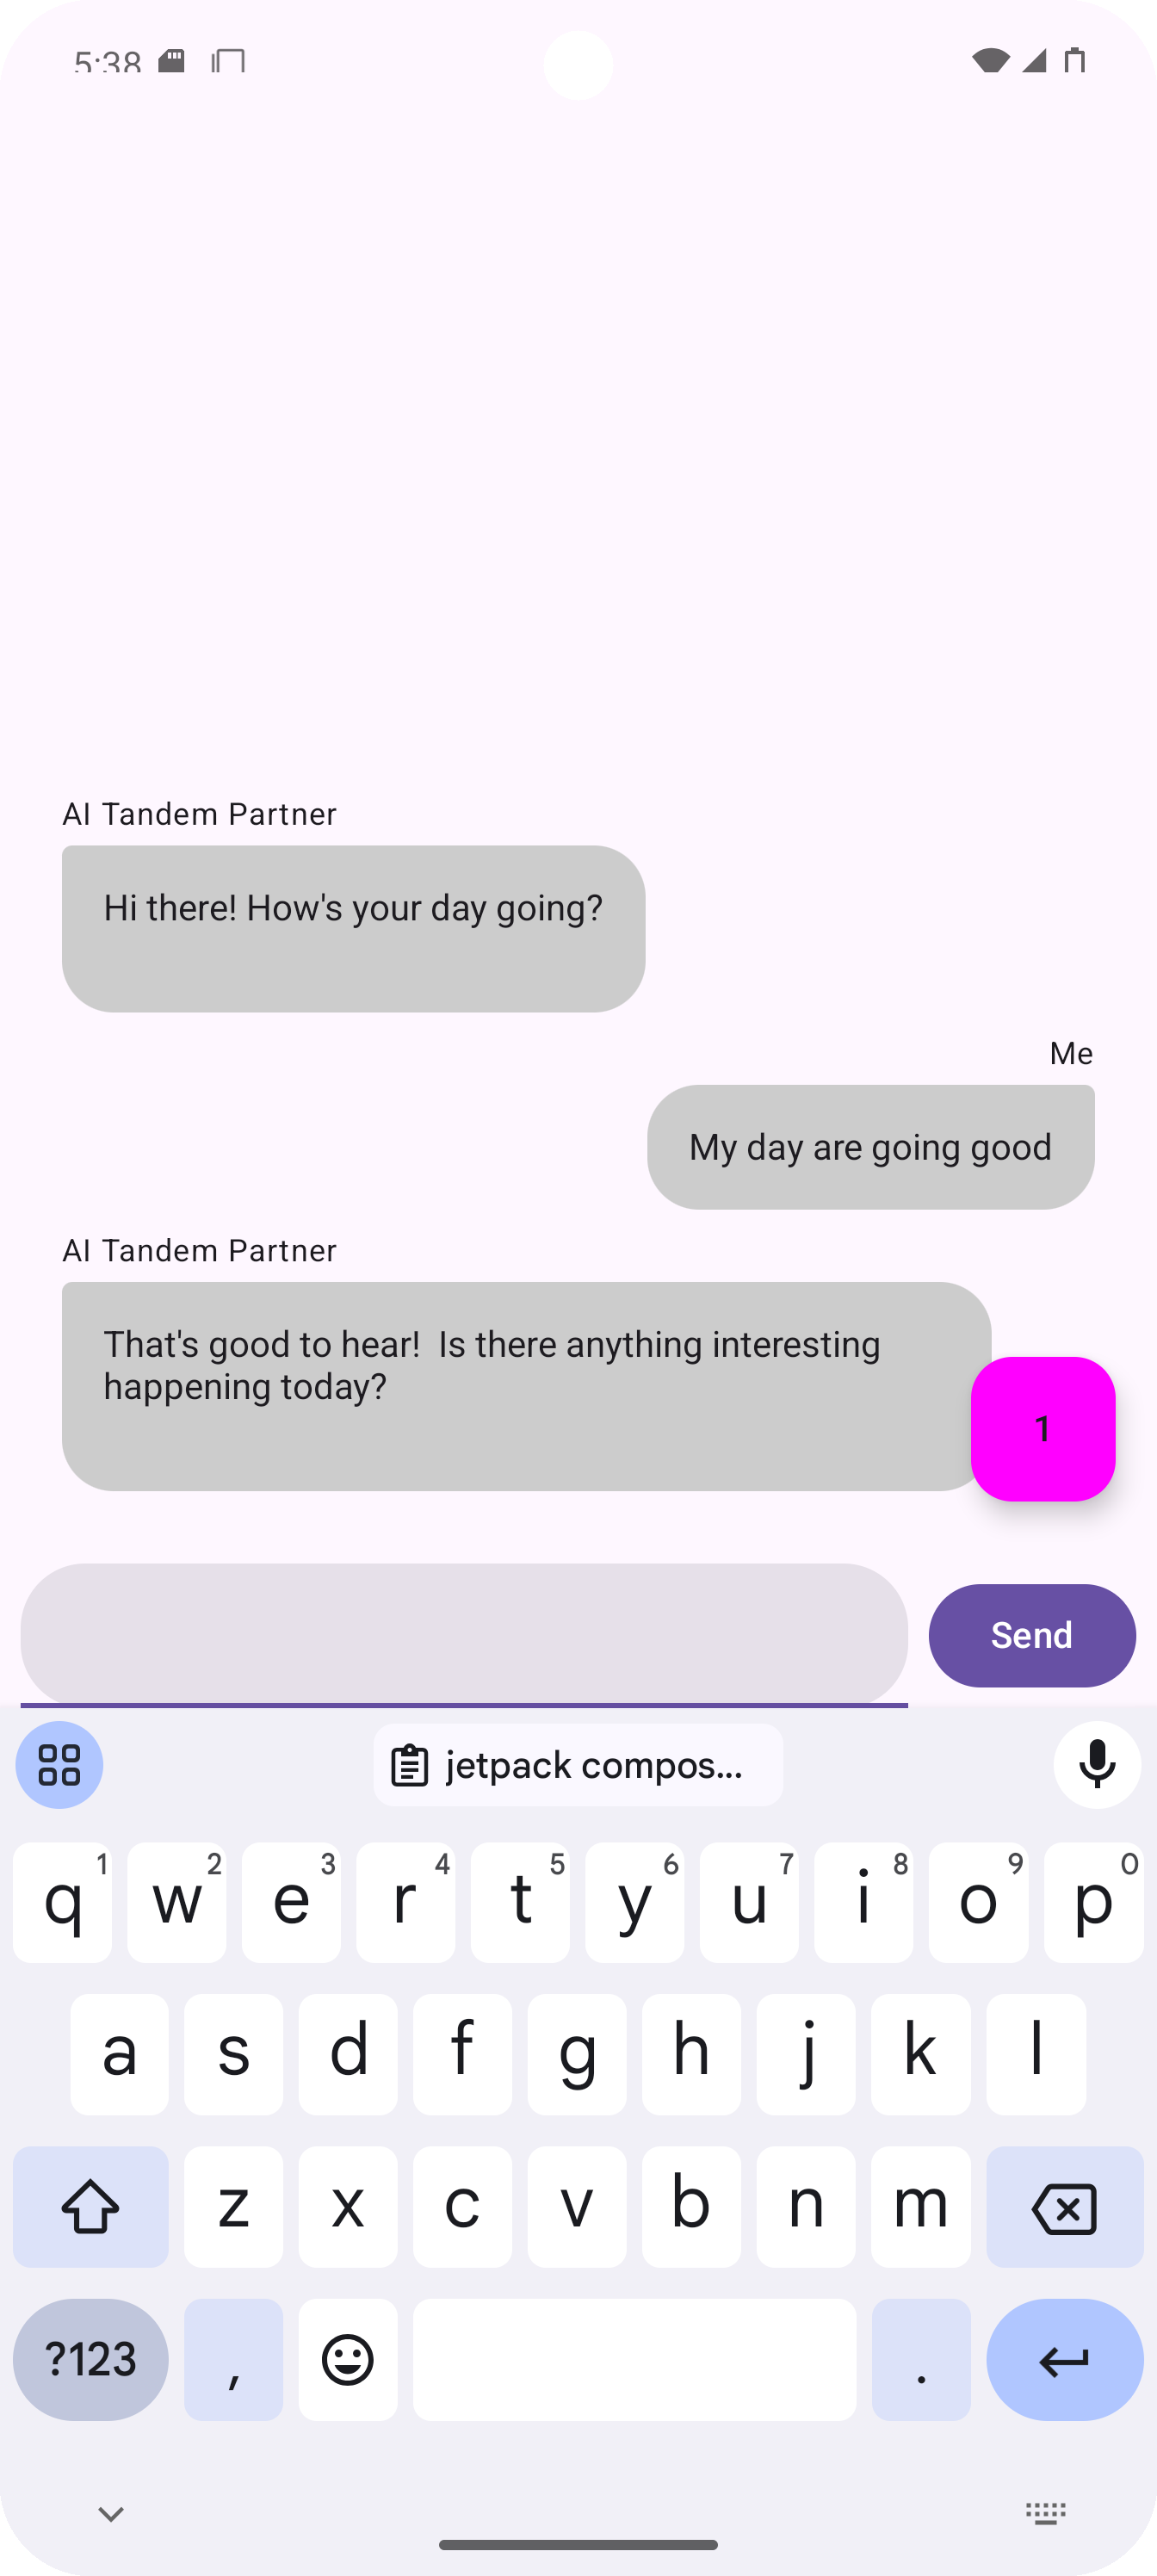 5:38
AI Tandem Partner
Hi there! How's your day going?
Me
My day are going good
AI Tandem Partner
That's good to hear!  Is there anything interesting
happening today?
1
Send
jetpack compos...
1 2 3 4 5 6 7 8 9 0
q w e r t y u i o p
a s d f g h j k l
z x c v b n m
?123 , .